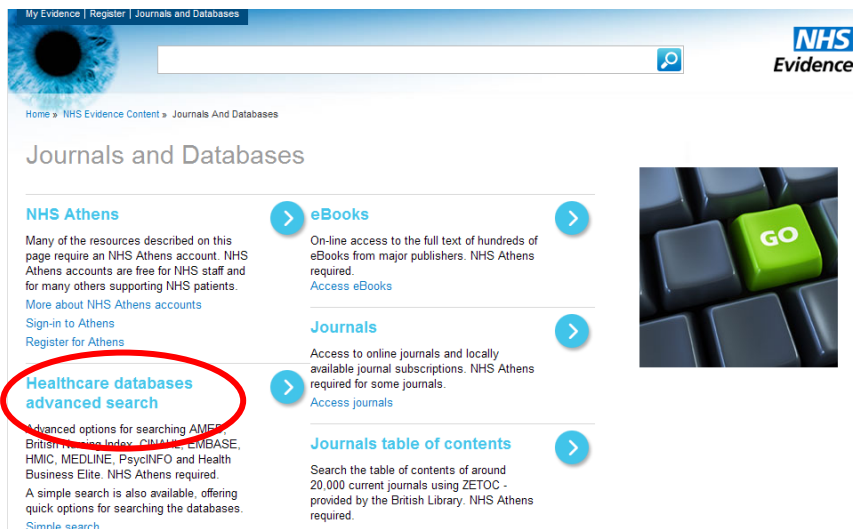 My Evidence | Register | Journals and Databases
NHS
Evidence
Home » NHS Evidence Content » Journals And Databases
Journals and Databases
NHS Athens
Many of the resources described on this
page require an NHS Athens account. NHS
Athens accounts are free for NHS staff and
for many others supporting NHS patients.
More about NHS Athens accounts
Sign-in to Athens
Register for Athens
Healthcare databases
advanced search
Advanced options for searching AMED,
British Nursing Index, CINAHL, EMBASE,
HMIC, MEDLINE, PsycINFO and Health
Business Elite. NHS Athens required.
A simple search is also available, offering
quick options for searching the databases.
Simple search
eBooks
On-line access to the full text of hundreds of
eBooks from major publishers. NHS Athens
required.
Access eBooks
Journals
Access to online journals and locally
available journal subscriptions. NHS Athens
required for some journals.
Access journals
Journals table of contents
Search the table of contents of around
20,000 current journals using ZETOC -
provided by the British Library. NHS Athens
required.
GO